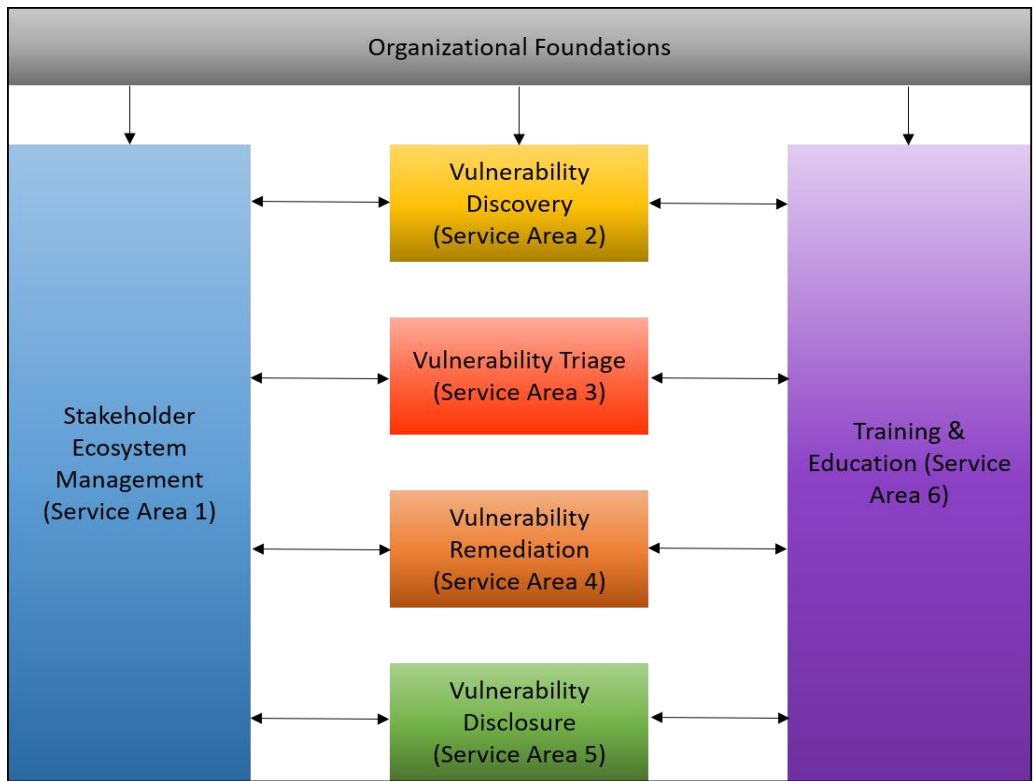 Organizational Foundations
Vulnerability
Discovery
(Service Area 2)
Vulnerability Triage
(Service Area 3)
Stakeholder
Ecosystem
Management
(Service Area 1)
Training &
Education (Service
Area 6)
Vulnerability
Remediation
(Service Area 4)
Vulnerability
Disclosure
(Service Area 5)